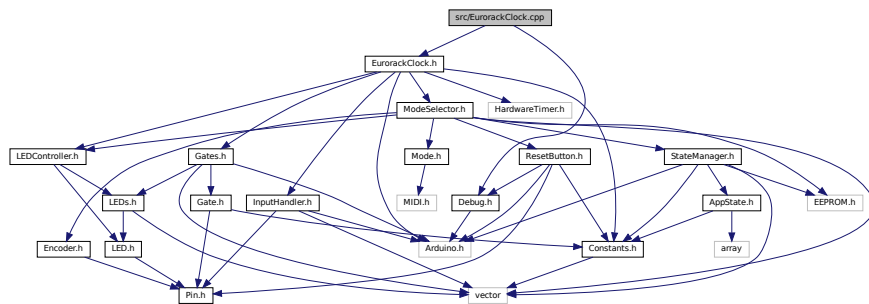 src/EurorackClock.cpp
EurorackClock.h
ModeSelector.h
HardwareTimer.h
LEDController.h
Gates.h
Mode.h
ResetButton.h
StateManager.h
LEDs.h
Gate.h
InputHandler.h
MIDI.h
Debug.h
AppState.h
EEPROM.h
Encoder.h
LED.h
Arduino.h
Constants.h
array
Pin.h
vector